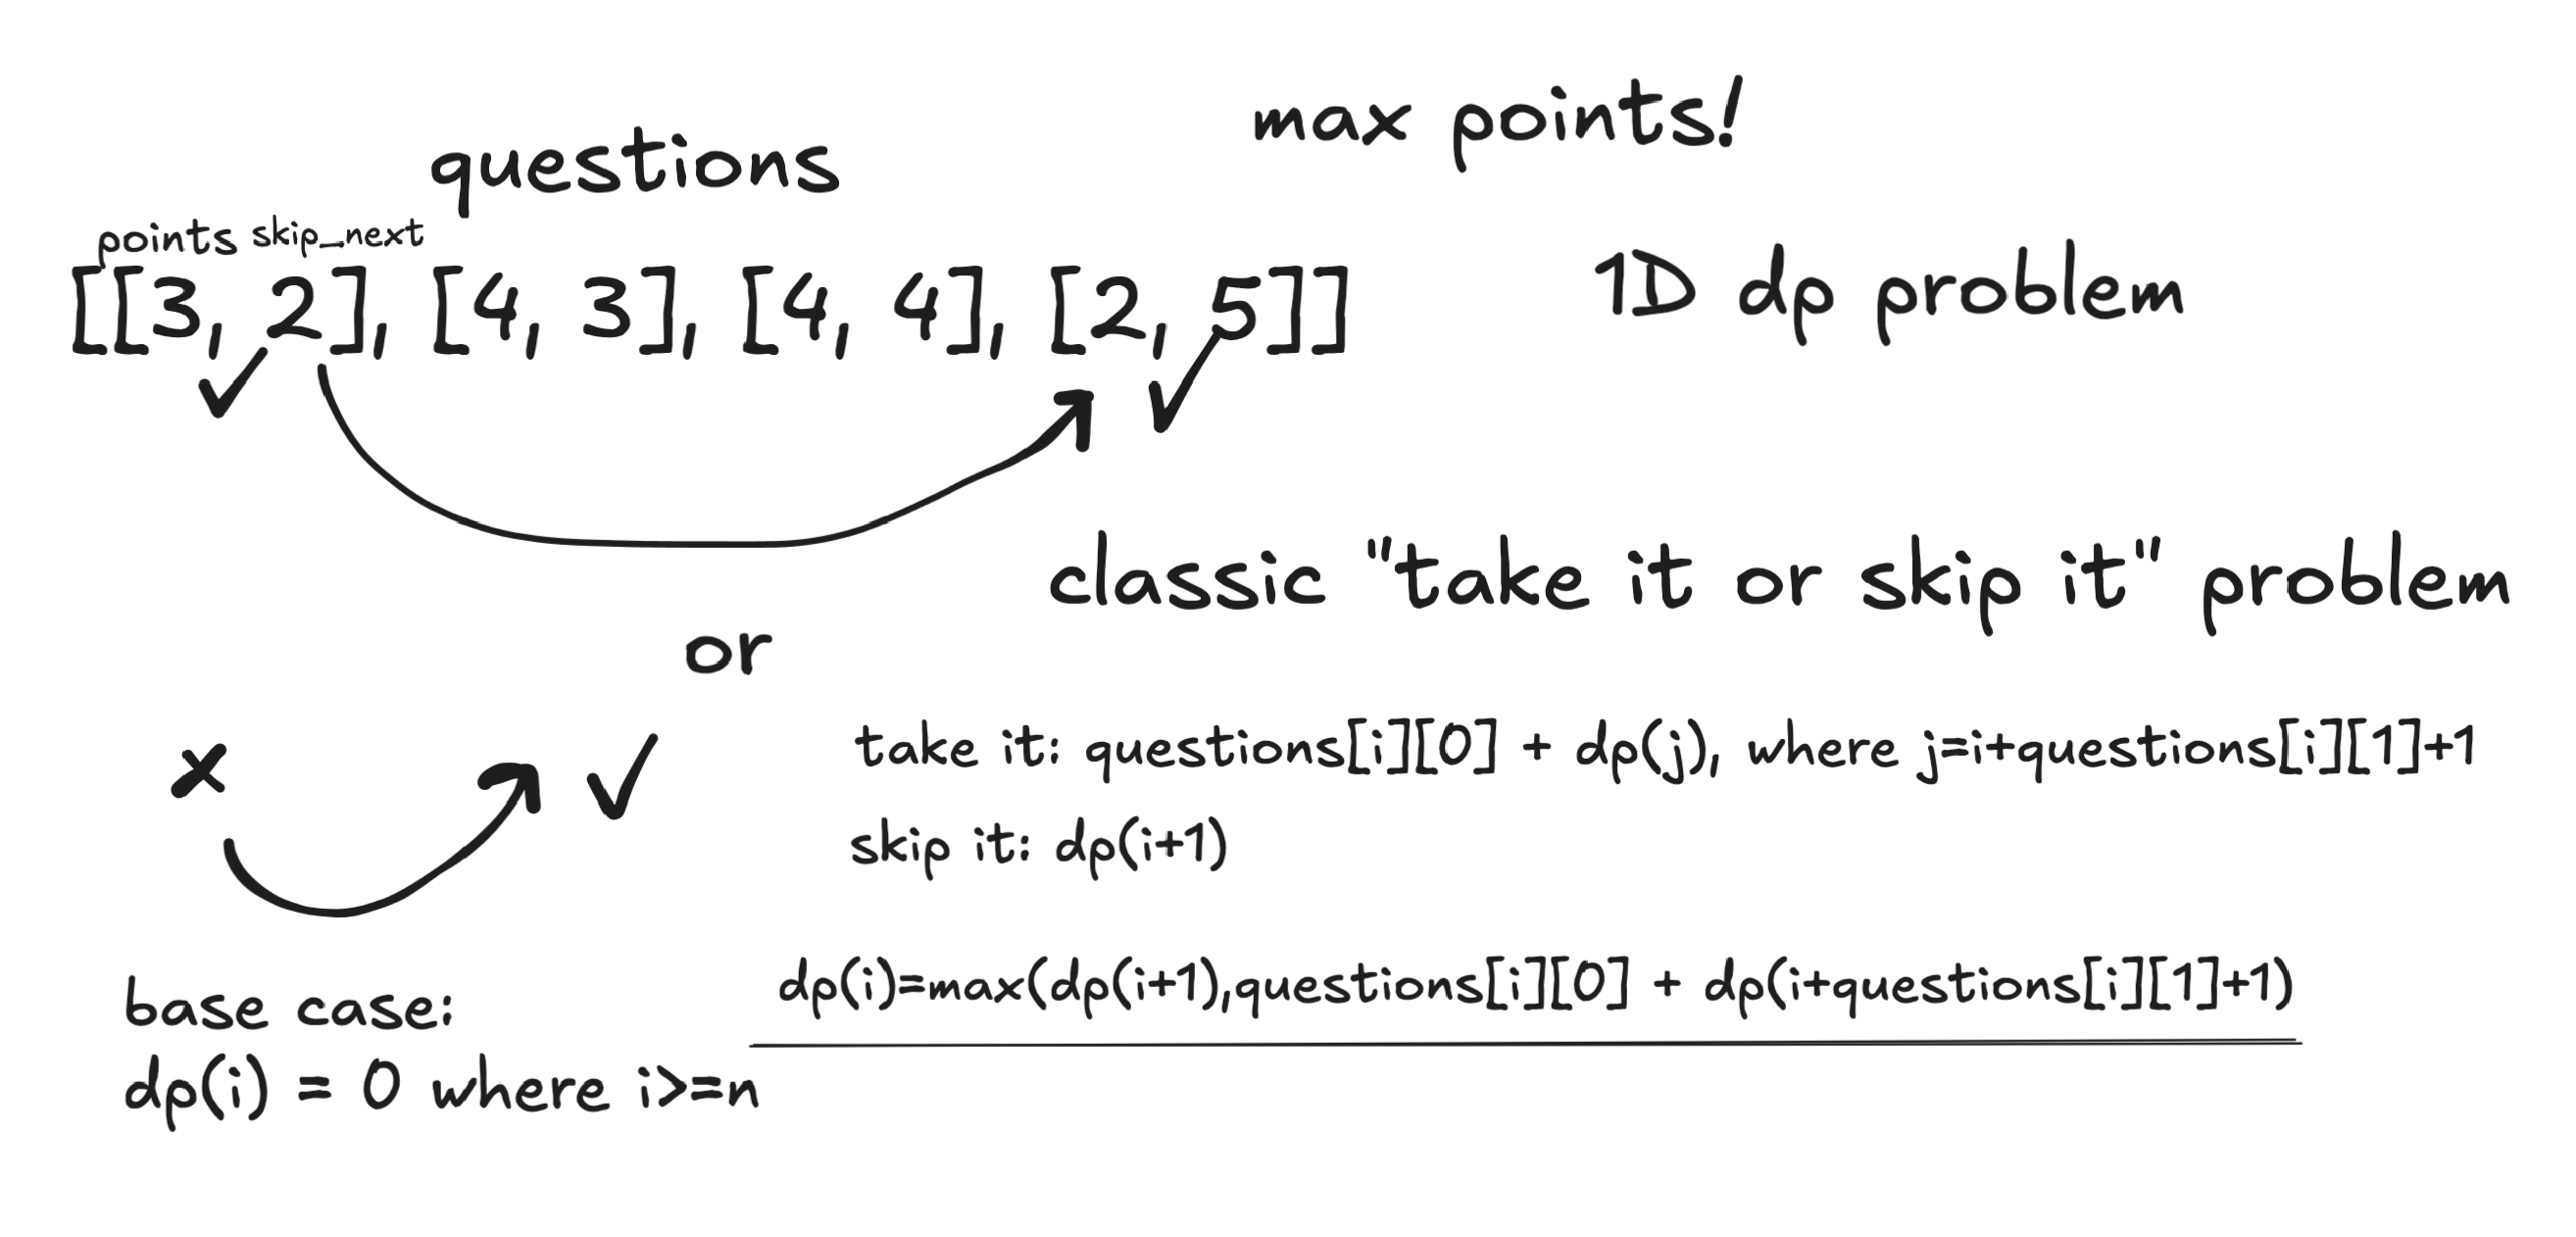 max points!
questions
points skip_next
[[3, 2], [4, 3], [4, 4], [2, 5]]
1D dp problem
classic "take it or skip it" problem
or
take it: questions[i][0] + dp(j), where j=i+questions[i][1]+1
skip it: dp(i+1)
dp(i)=max(dp(i+1),questions[i][0] + dp(i+questions[i][1]+1)
base case:
dp(i) = 0 where i>=n